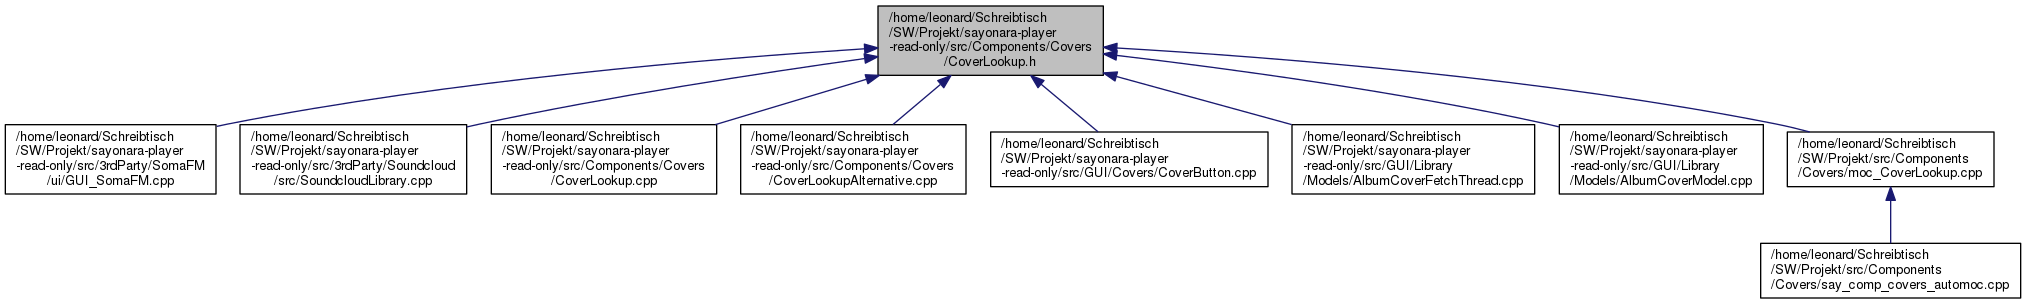 /home/leonard/Schreibtisch
/SW/Projekt/sayonara-player
-read-only/src/Components/Covers
/CoverLookup.h
/home/leonard/Schreibtisch
/SW/Projekt/sayonara-player
-read-only/src/3rdParty/SomaFM
/ui/GUI_SomaFM.cpp
/home/leonard/Schreibtisch
/SW/Projekt/sayonara-player
-read-only/src/3rdParty/Soundcloud
/src/SoundcloudLibrary.cpp
/home/leonard/Schreibtisch
/SW/Projekt/sayonara-player
-read-only/src/Components/Covers
/CoverLookup.cpp
/home/leonard/Schreibtisch
/SW/Projekt/sayonara-player
-read-only/src/Components/Covers
/CoverLookupAlternative.cpp
/home/leonard/Schreibtisch
/SW/Projekt/sayonara-player
-read-only/src/GUI/Covers/CoverButton.cpp
/home/leonard/Schreibtisch
/SW/Projekt/sayonara-player
-read-only/src/GUI/Library
/Models/AlbumCoverFetchThread.cpp
/home/leonard/Schreibtisch
/SW/Projekt/sayonara-player
-read-only/src/GUI/Library
/Models/AlbumCoverModel.cpp
/home/leonard/Schreibtisch
/SW/Projekt/src/Components
/Covers/moc_CoverLookup.cpp
/home/leonard/Schreibtisch
/SW/Projekt/src/Components
/Covers/say_comp_covers_automoc.cpp